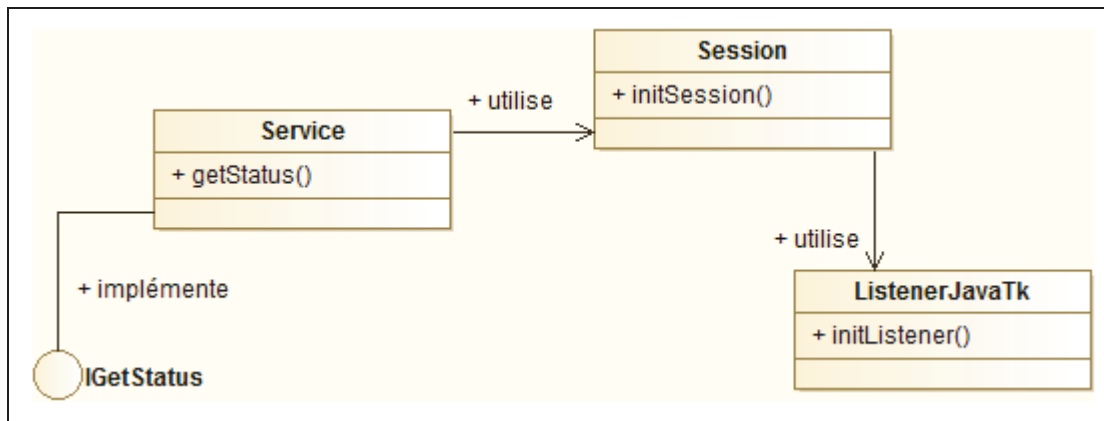 Session
+ initSession()
+ utilise
Service
+ getStatus()
+ utilise
+ implémente
ListenerJavaTk
+ initListener()
IGetStatus